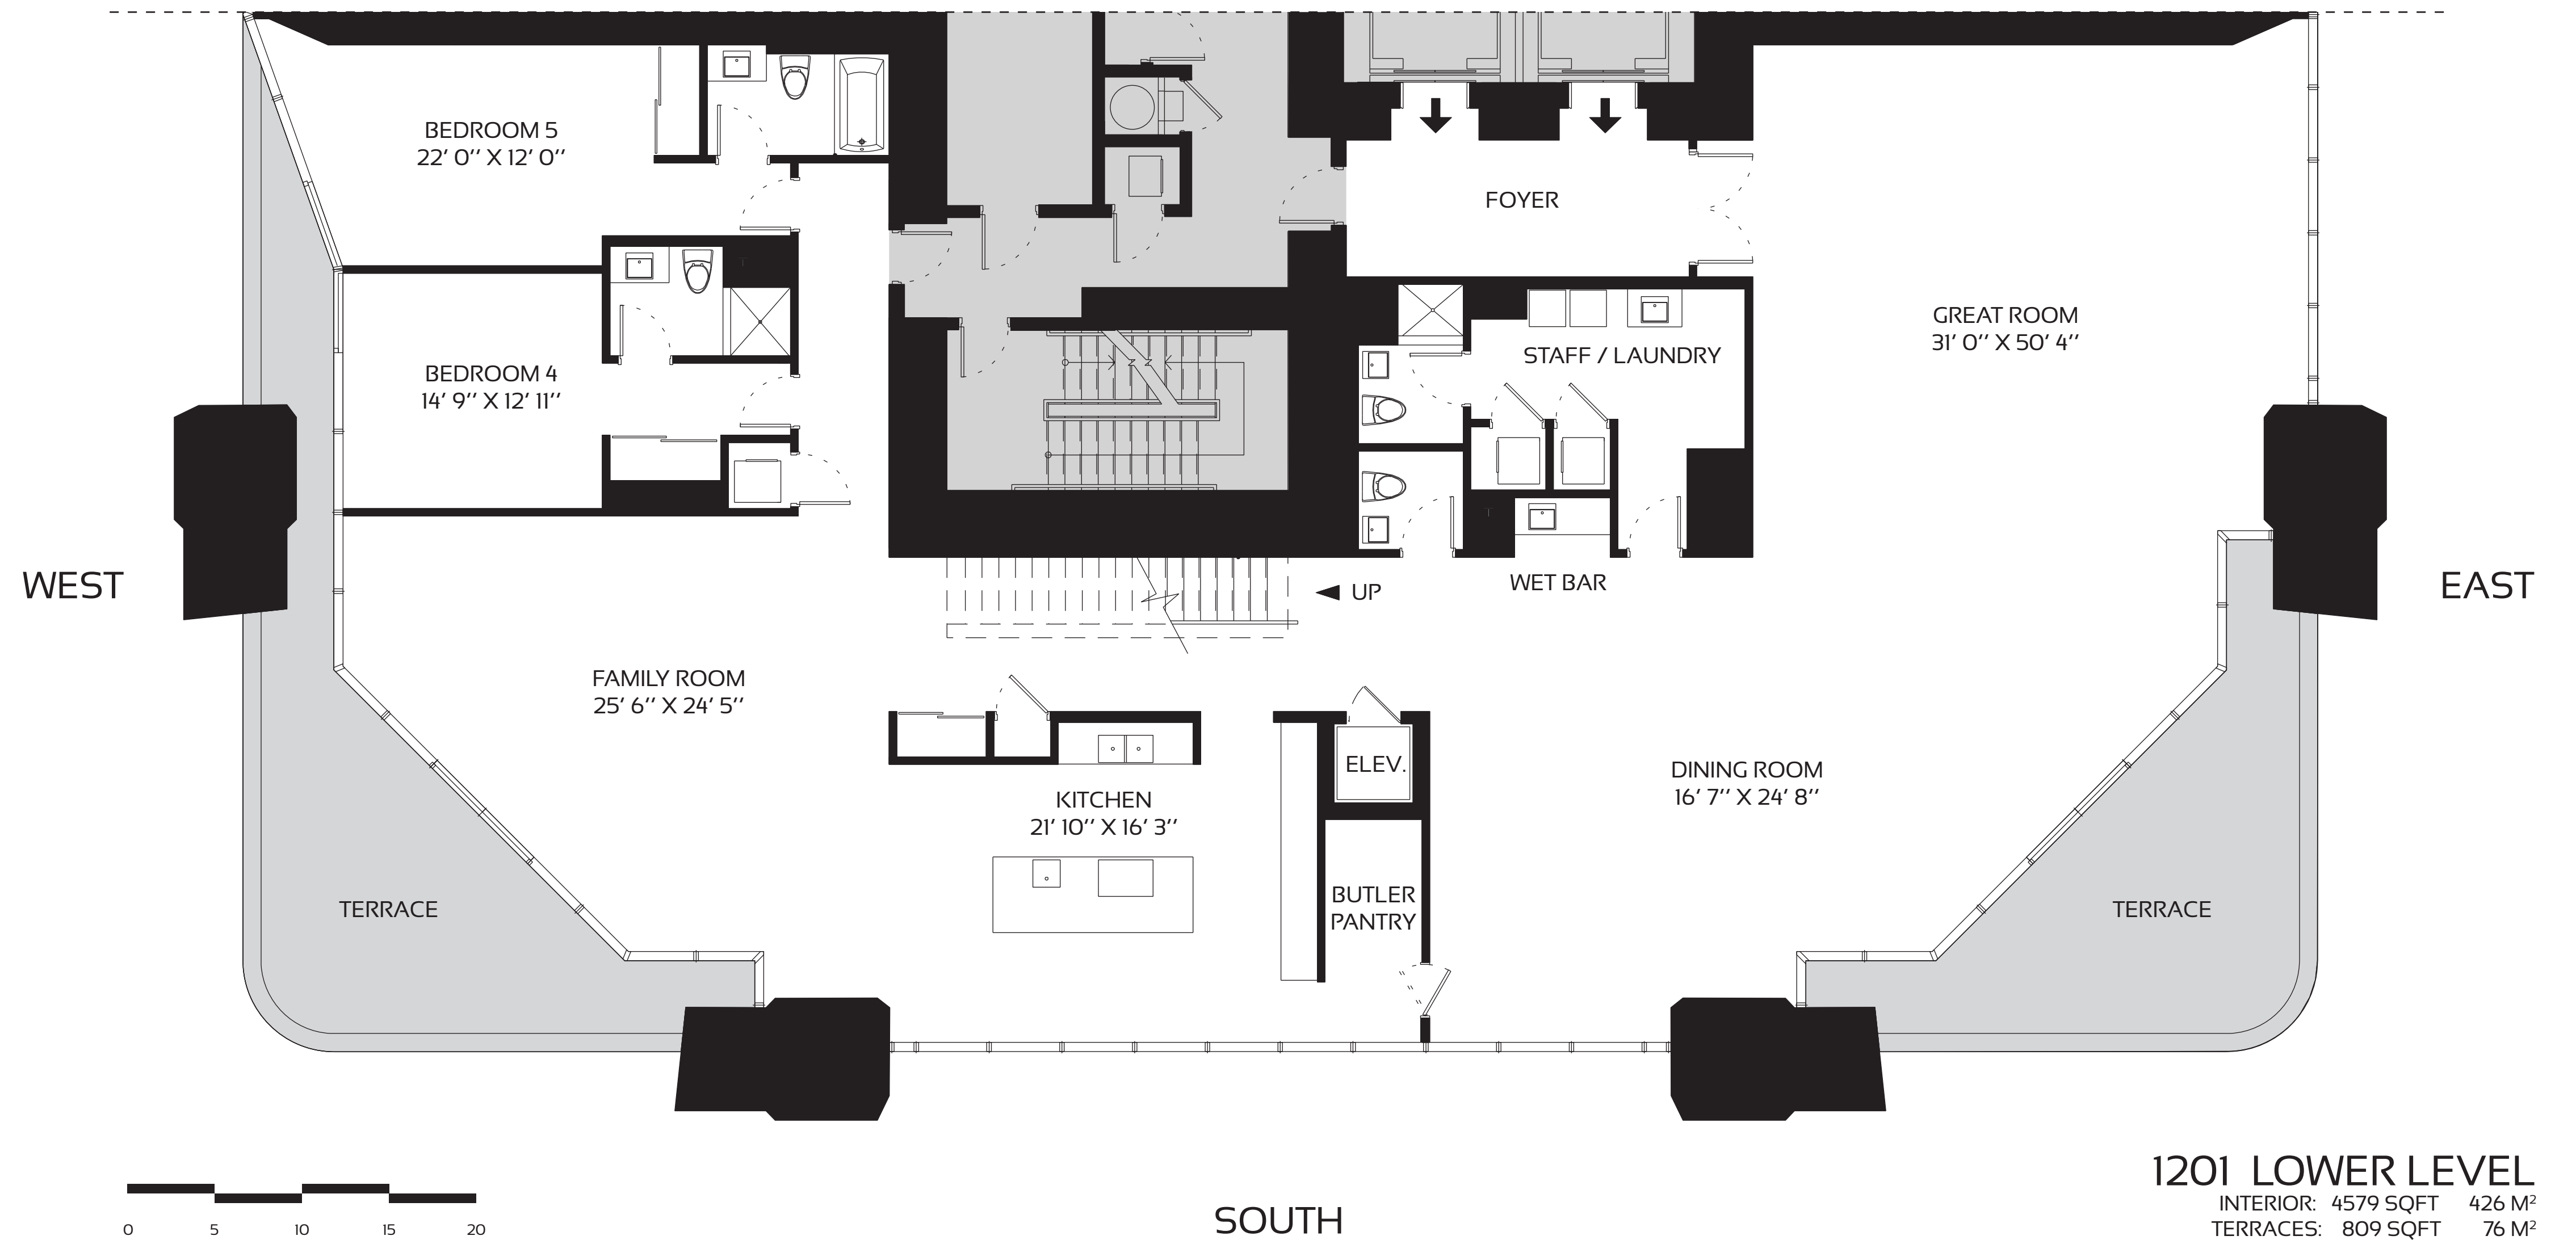 BEDROOM 5
22' 0'' X 12' 0''
FOYER
GREAT ROOM
31' 0'' X 50' 4''
STAFF / LAUNDRY
BEDROOM 4
14' 9'' X 12' 11''
T
T
WEST
EAST
WET BAR
UP
FAMILY ROOM
25' 6'' X 24' 5''
ELEV.
DINING ROOM
16' 7'' X 24' 8''
KITCHEN
21' 10'' X 16' 3''
BUTLER
PANTRY
TERRACE
TERRACE
1201 LOWER LEVEL
INTERIOR: 4579 SQFT 426 M²
TERRACES: 809 SQFT 76 M²
SOUTH
0 5 10 15 20